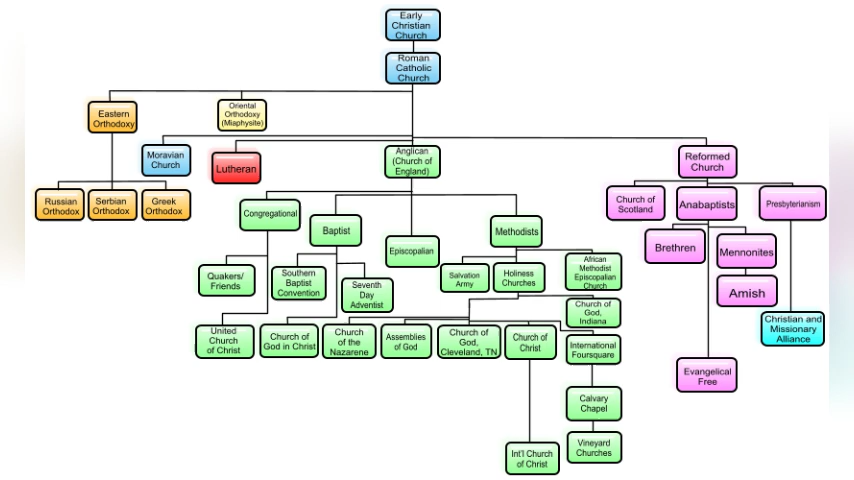 Early
Christian
Church
Roman
Catholic
Church
Eastern
Orthodoxy
Oriental
Orthodoxy
(Miaphysite)
Moravian
Church
Lutheran
Anglican
(Church of
England)
Reformed
Church
Russian
Orthodox
Serbian
Orthodox
Greek
Orthodox
Congregational
Baptist
Episcopalian
Methodists
Church of
Scotland
Anabaptists
Presbyterianism
Brethren
Mennonites
Amish
Quakers/
Friends
Southern
Baptist
Convention
Seventh
Day
Adventist
Salvation
Army
Holiness
Churches
African
Methodist
Episcopalian
Church
Church of
God,
Indiana
United
Church
of Christ
Church of
God in Christ
Church
of the
Nazarene
Assemblies
of God
Church of
God,
Cleveland, TN
Church of
Christ
International
Foursquare
Christian and
Missionary
Alliance
Evangelical
Free
Calvary
Chapel
Vineyard
Churches
Int'l Church
of Christ